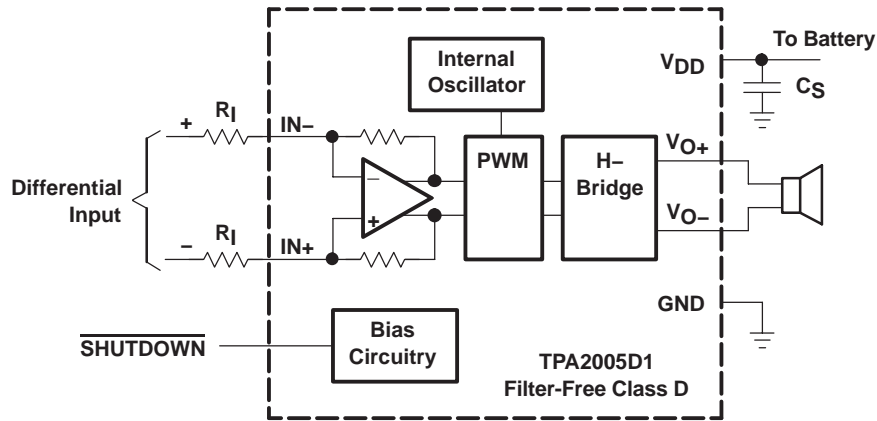 To Battery
Internal
Oscillator
VDD
CS
+
RI
IN−
PWM
H−
Bridge
VO+
−
Differential
Input
+
VO−
−
RI
IN+
GND
SHUTDOWN
Bias
Circuitry
TPA2005D1
Filter-Free Class D